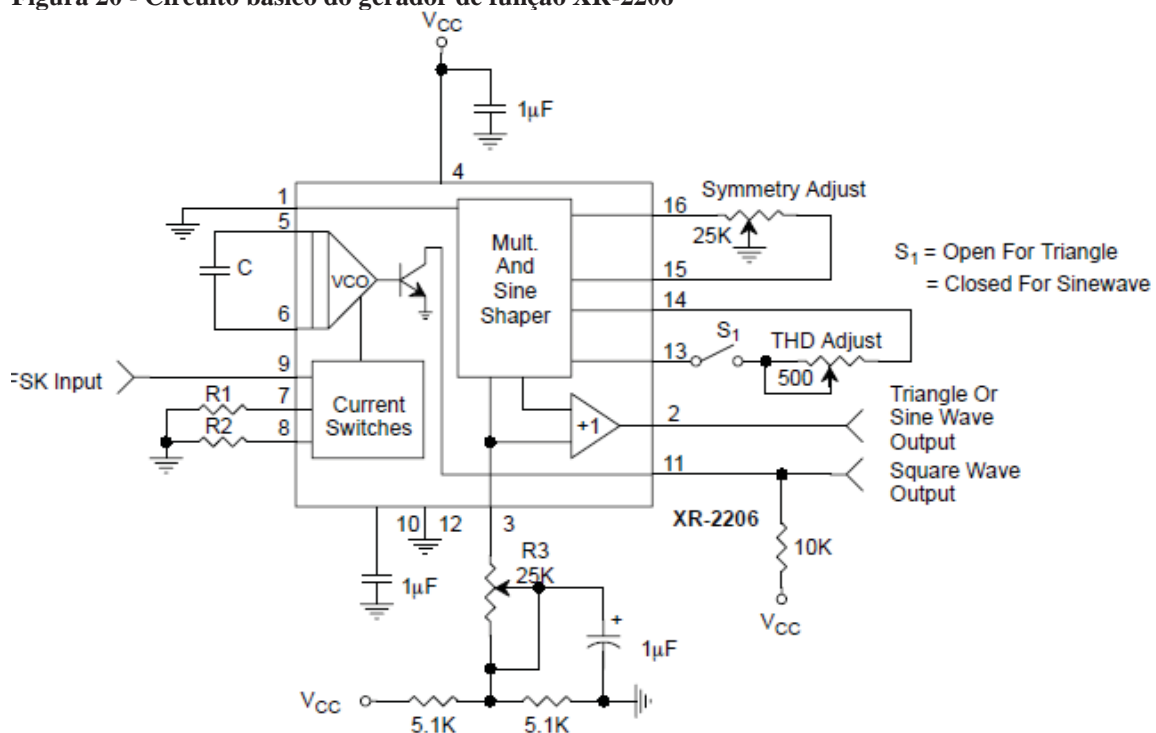 Figura 20 - Circuito básico do gerador de função XR-2206
VCC
1µF
4
1
5
C
6
VCO
Mult.
And
Sine
Shaper
16
Symmetry Adjust
25K
15
S1 = Open For Triangle
= Closed For Sinewave
14
13
S1
THD Adjust
500
FSK Input
9
7
8
R1
R2
Current
Switches
+1
2
Triangle Or
Sine Wave
Output
11
Square Wave
Output
XR-2206
10K
VCC
10
12
3
1µF
R3
25K
+
1µF
VCC
5.1K
5.1K